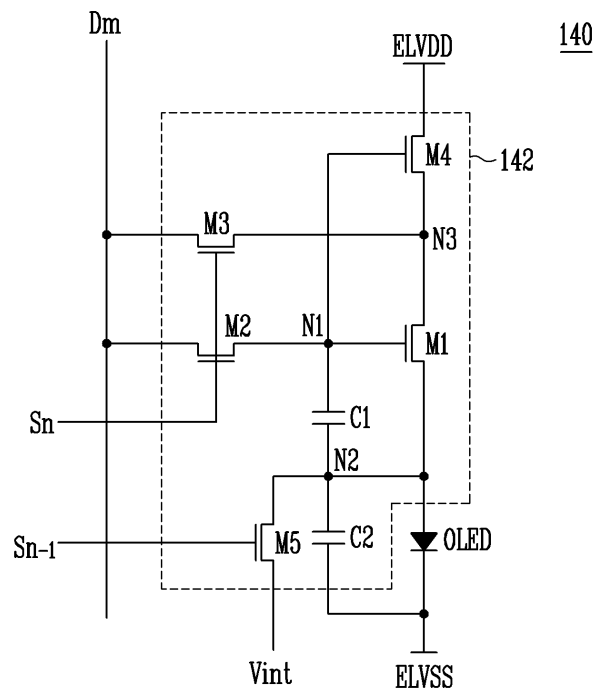 Dm
140
ELVDD
M4
142
M3
N3
M2
N1
M1
Sn
C1
N2
Sn-1
M5
C2
OLED
Vint
ELVSS